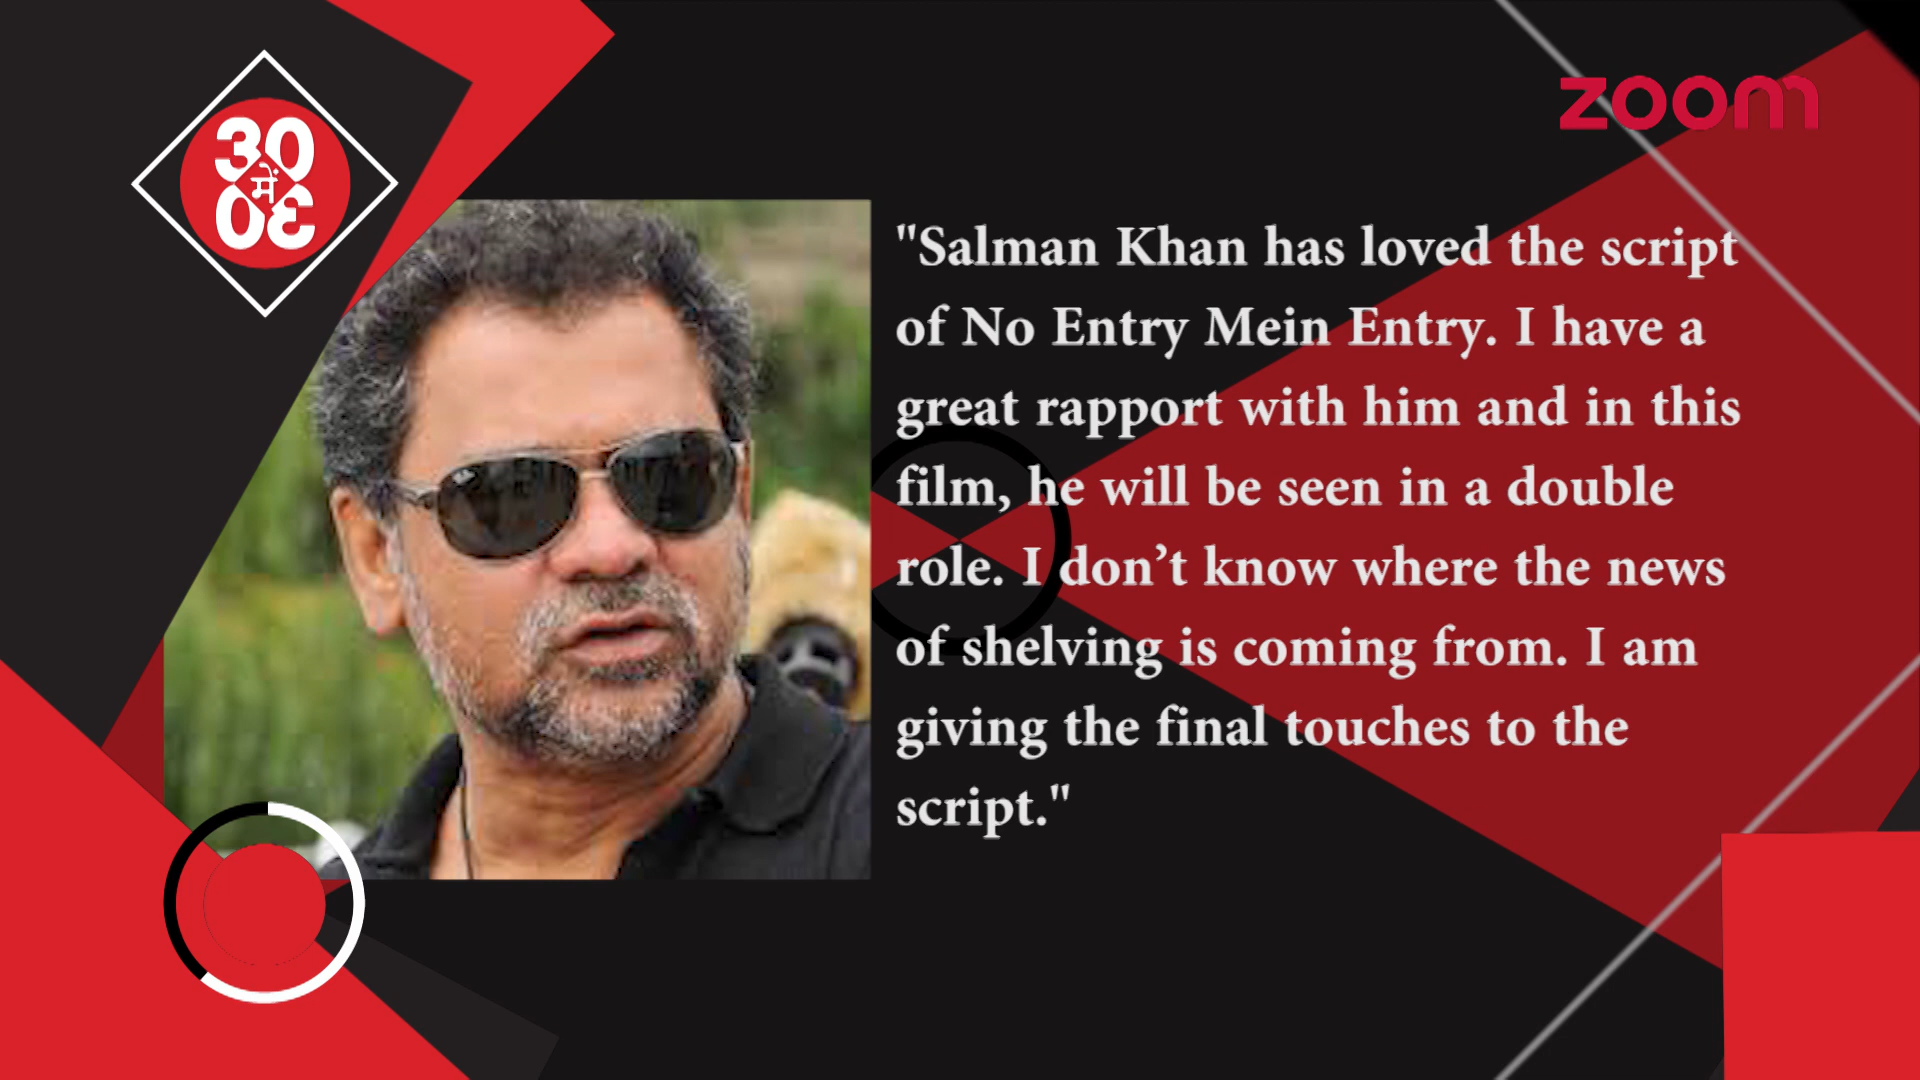 30
में
30
zoom
"Salman Khan has loved the script
of No Entry Mein Entry. I have a
great rapport with him and in this
film, he will be seen in a double
role. I don’t know where the news
of shelving is coming from. I am
giving the final touches to the
script."